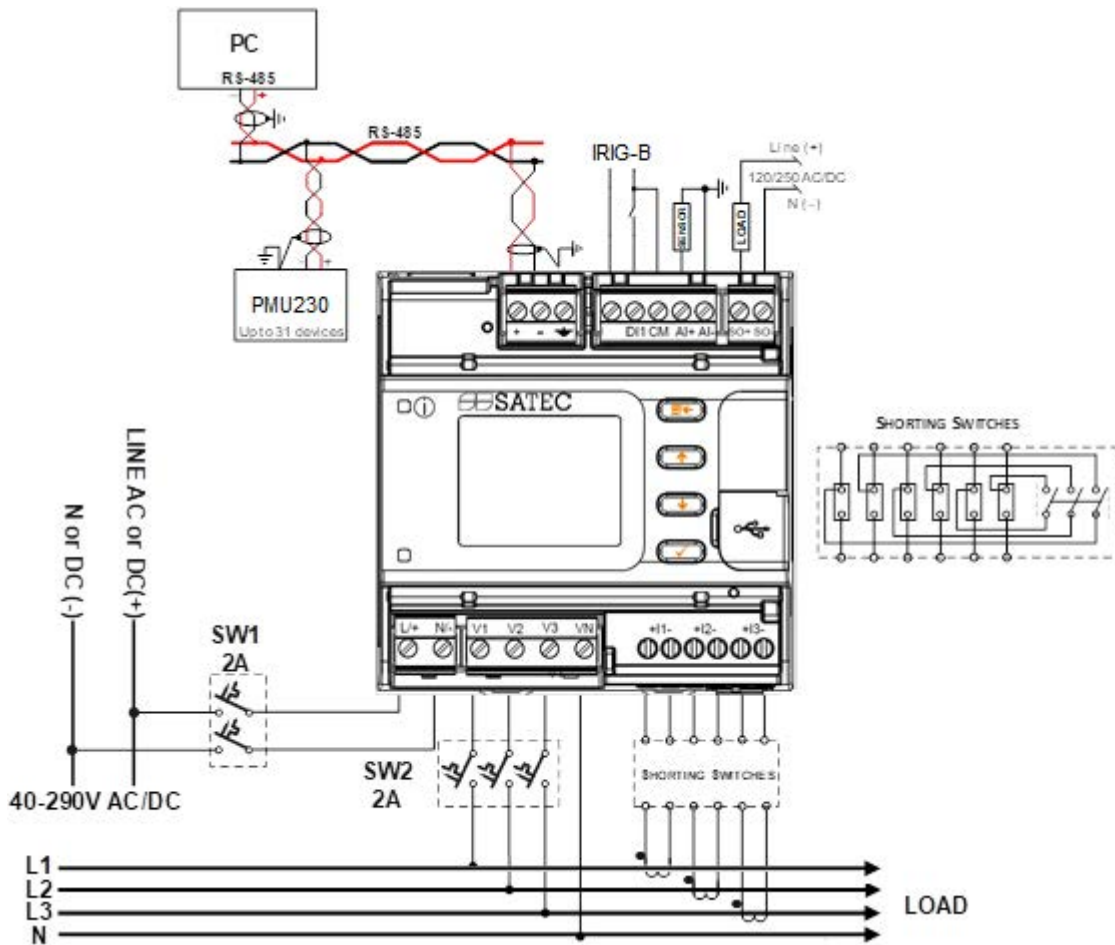 PC
RS-485
– +
RS-485
IRIG-B
Line (+)
120/250 AC/DC
N (–)
SENSOR
LOAD
PMU230
Up to 31 devices
– +
+ –
DI1 CM AI+ AI-
SO+ SO-
SATEC
SHORTING SWITCHES
N or DC (-)
LINE AC or DC(+)
SW1
2A
L/+ N/-
V1 V2 V3 VN
+I1- +I2- +I3-
SW2
2A
SHORTING SWITCHES
40-290V AC/DC
L1
L2
L3
N
LOAD